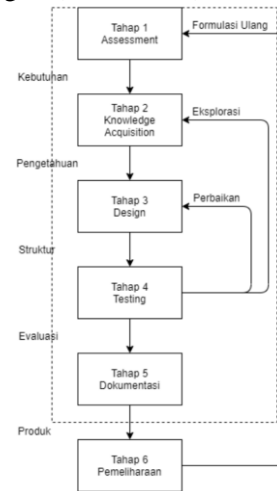 Tahap 1
Assessment
Formulasi Ulang
Kebutuhan
Tahap 2
Knowledge
Acquisition
Eksplorasi
Pengetahuan
Tahap 3
Design
Perbaikan
Struktur
Tahap 4
Testing
Evaluasi
Tahap 5
Dokumentasi
Produk
Tahap 6
Pemeliharaan